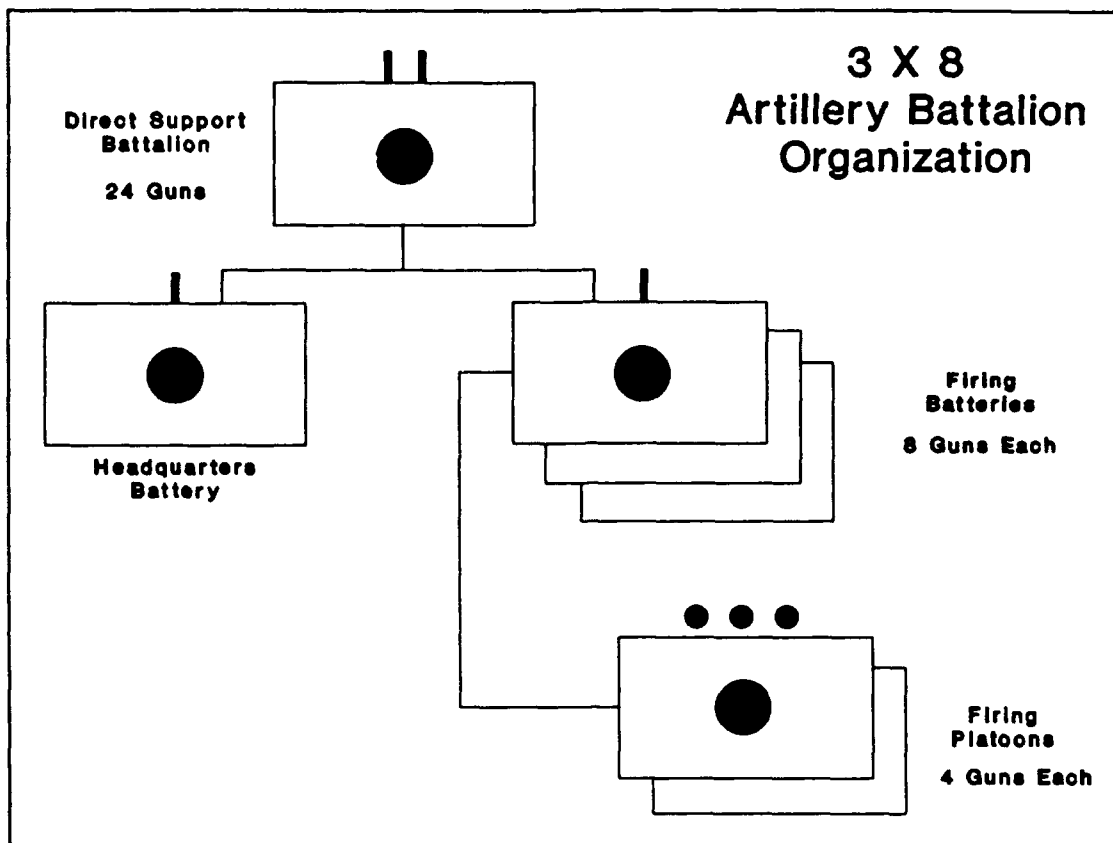 3 X 8
Artillery Battalion
Organization
Direct Support
Battalion
24 Guns
Headquarters
Battery
Firing
Batteries
8 Guns Each
Firing
Platoons
4 Guns Each